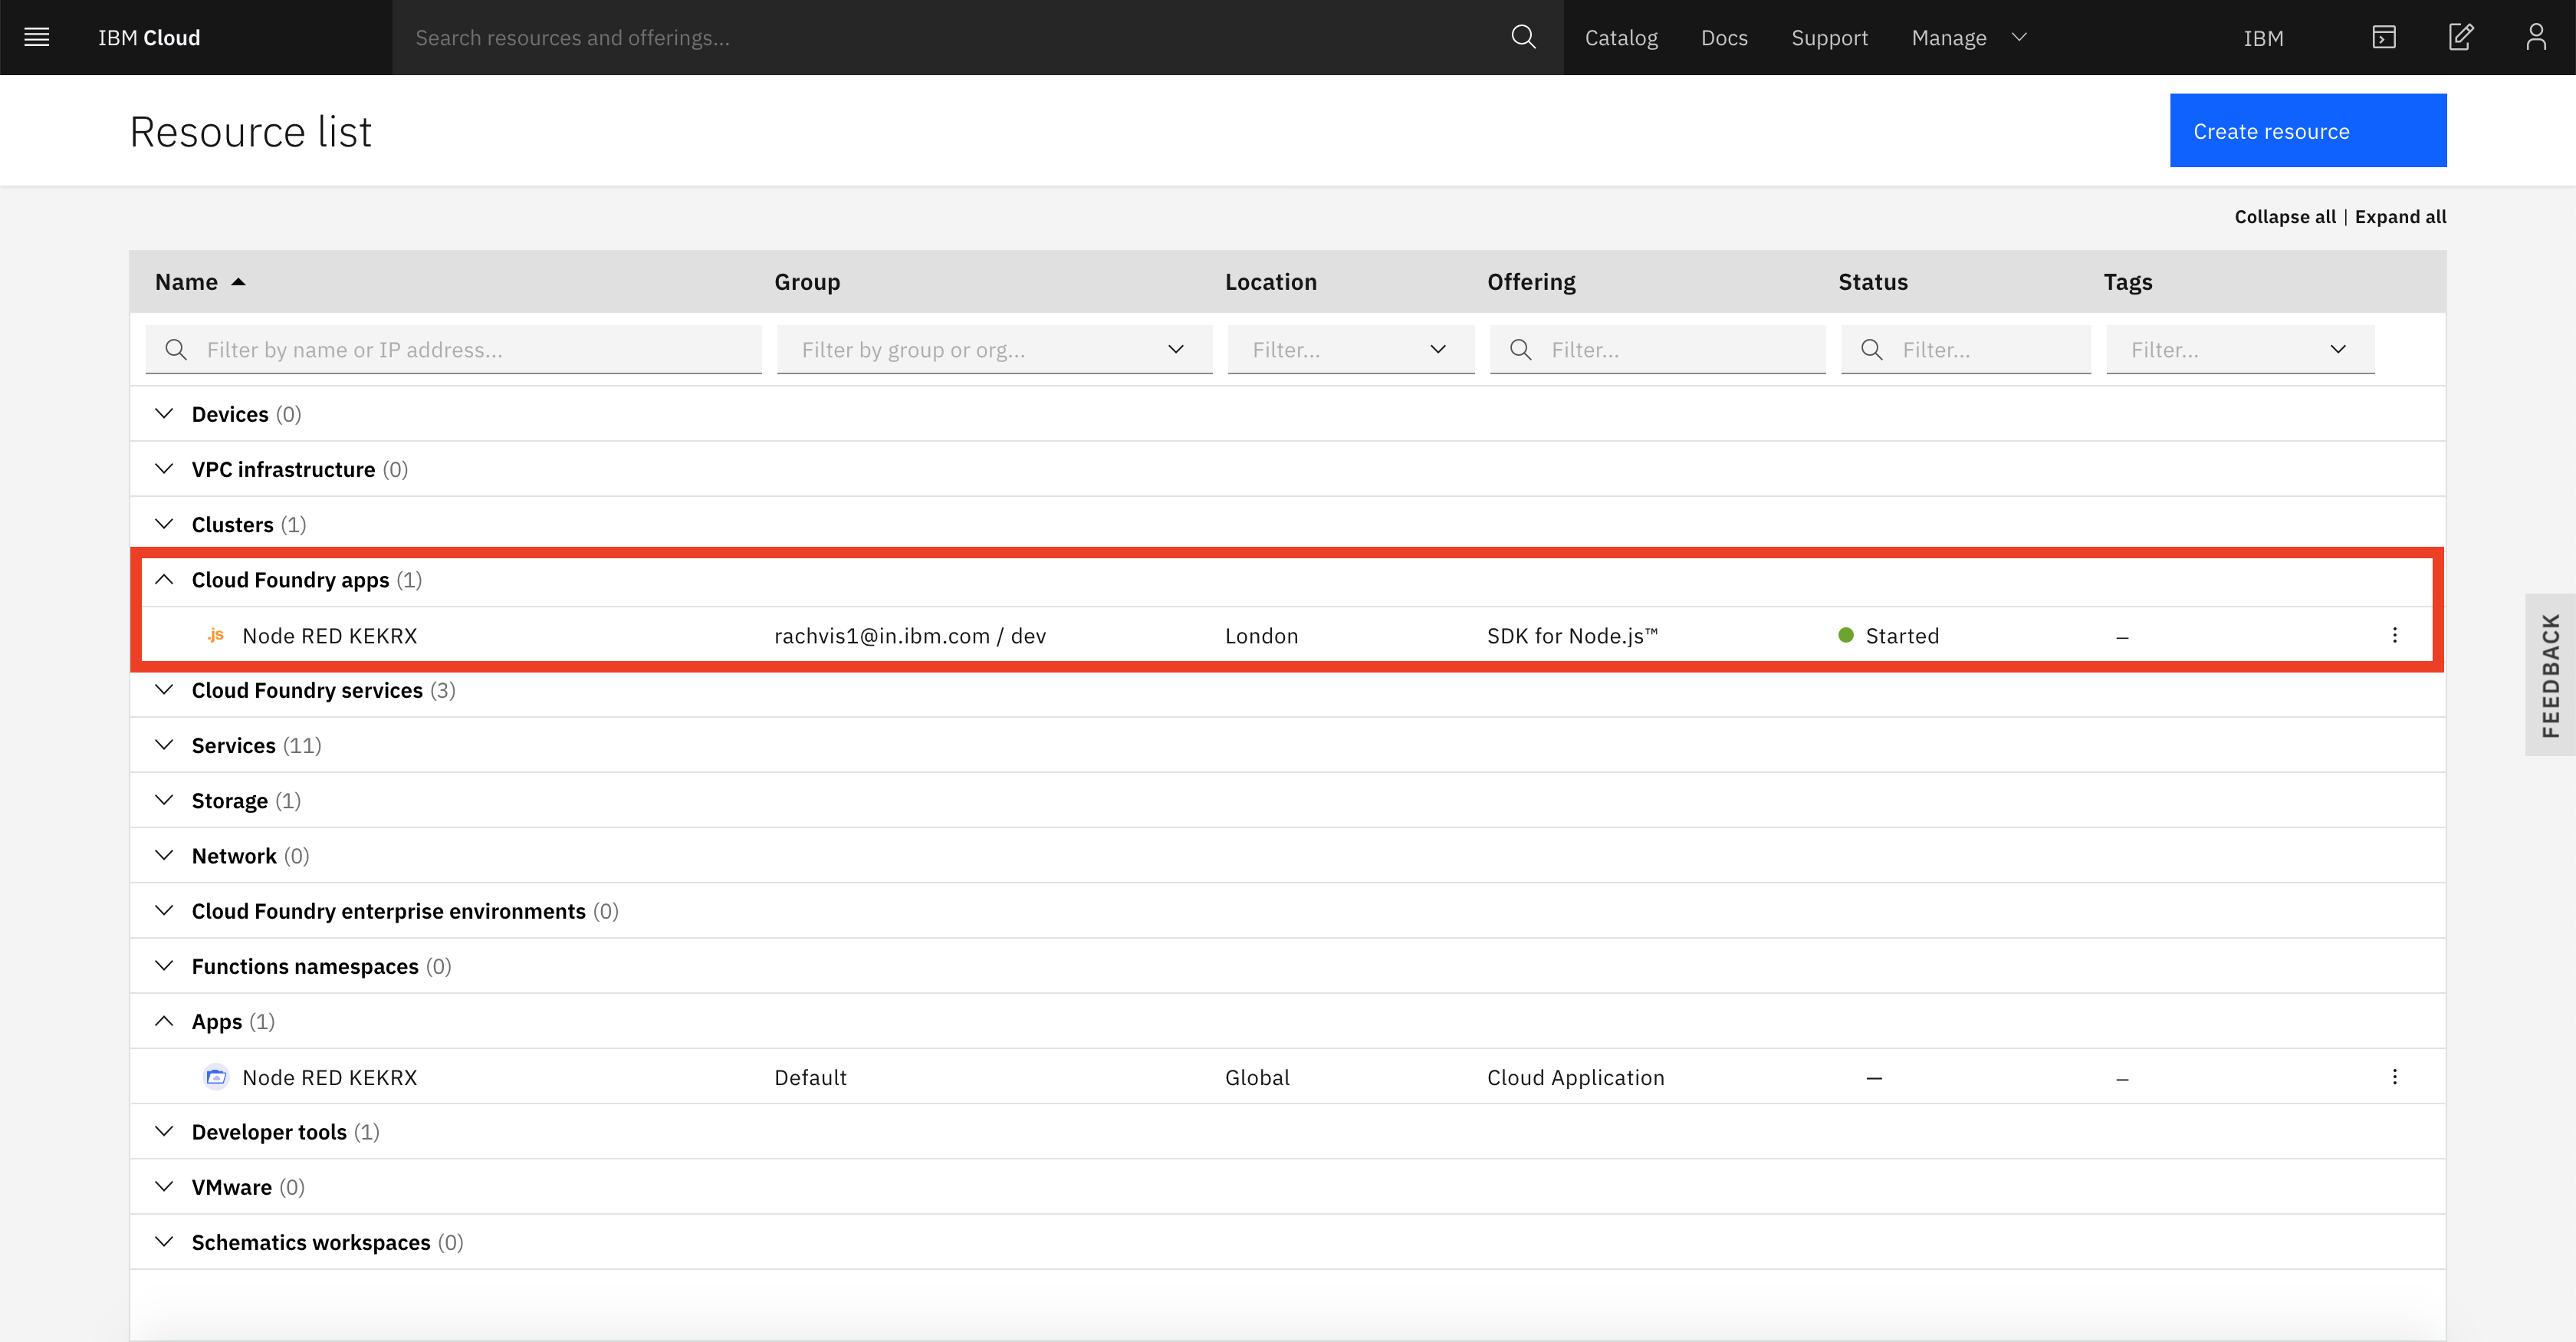 IBM Cloud
Search resources and offerings...
Catalog
Docs
Support
Manage
IBM
Resource list
Create resource
Collapse all | Expand all
Name Group Location Offering Status Tags
Filter by name or IP address... Filter by group or org... Filter... Filter... Filter... Filter...
Devices (0)
VPC infrastructure (0)
Clusters (1)
Cloud Foundry apps (1)
.js Node RED KEKRX rachvis1@in.ibm.com / dev London SDK for Node.js™ Started –
Cloud Foundry services (3)
Services (11)
Storage (1)
Network (0)
Cloud Foundry enterprise environments (0)
Functions namespaces (0)
Apps (1)
Node RED KEKRX Default Global Cloud Application — –
Developer tools (1)
VMware (0)
Schematics workspaces (0)
FEEDBACK